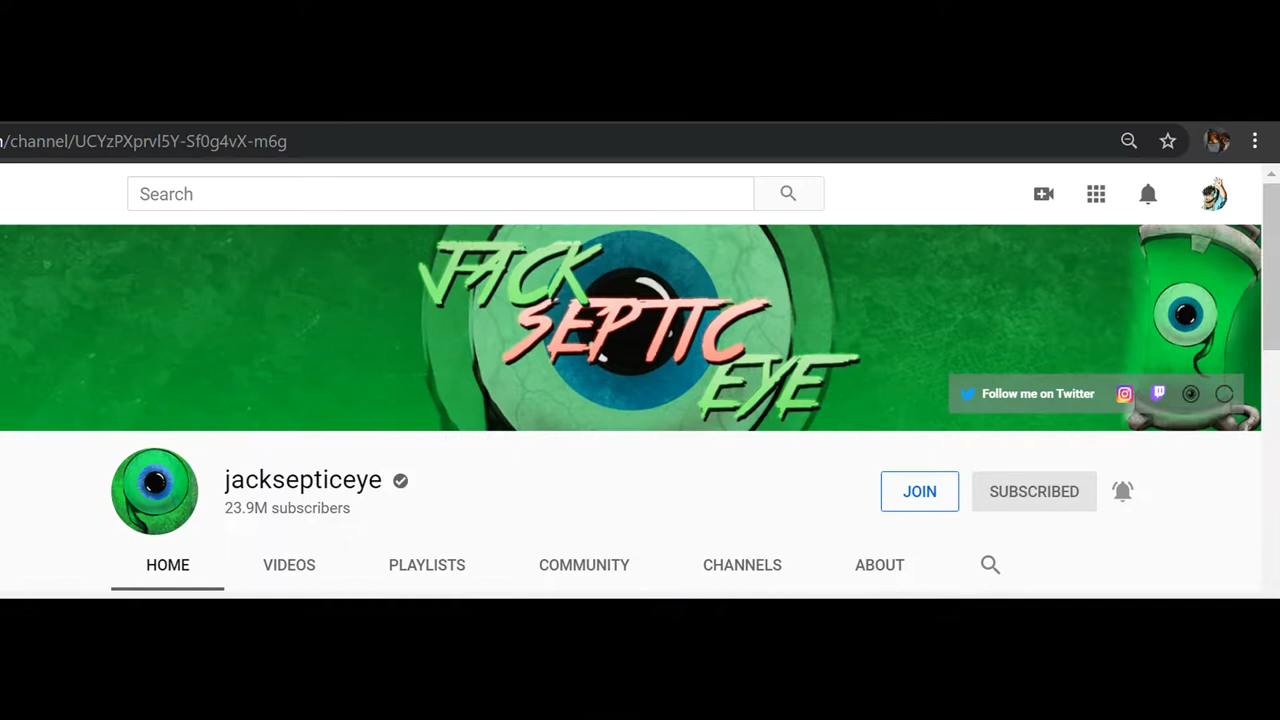 /channel/UCYzPXprvl5Y-Sf0g4vX-m6g
Search
JACK
SEPTIC
EYE
Follow me on Twitter
jacksepticeye
23.9M subscribers
JOIN
SUBSCRIBED
HOME VIDEOS PLAYLISTS COMMUNITY CHANNELS ABOUT